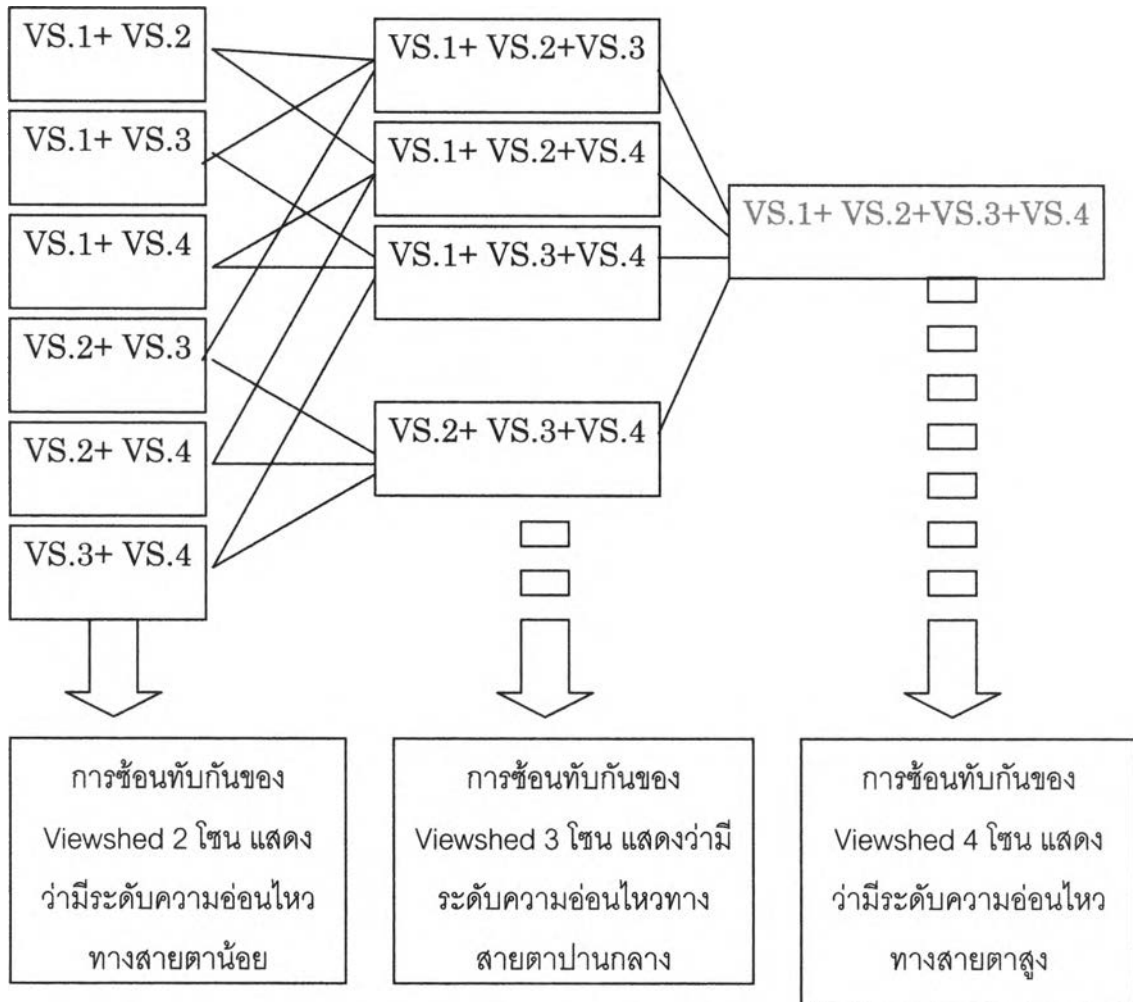 VS.1+ VS.2
VS.1+ VS.3
VS.1+ VS.4
VS.2+ VS.3
VS.2+ VS.4
VS.3+ VS.4
VS.1+ VS.2+VS.3
VS.1+ VS.2+VS.4
VS.1+ VS.3+VS.4
VS.2+ VS.3+VS.4
VS.1+ VS.2+VS.3+VS.4
การซ้อนทับกันของ
Viewshed 2 โซน แสดง
ว่ามีระดับความอ่อนไหว
ทางสายตาน้อย
การซ้อนทับกันของ
Viewshed 3 โซน แสดงว่ามี
ระดับความอ่อนไหวทาง
สายตาปานกลาง
การซ้อนทับกันของ
Viewshed 4 โซน แสดง
ว่ามีระดับความอ่อนไหว
ทางสายตาสูง